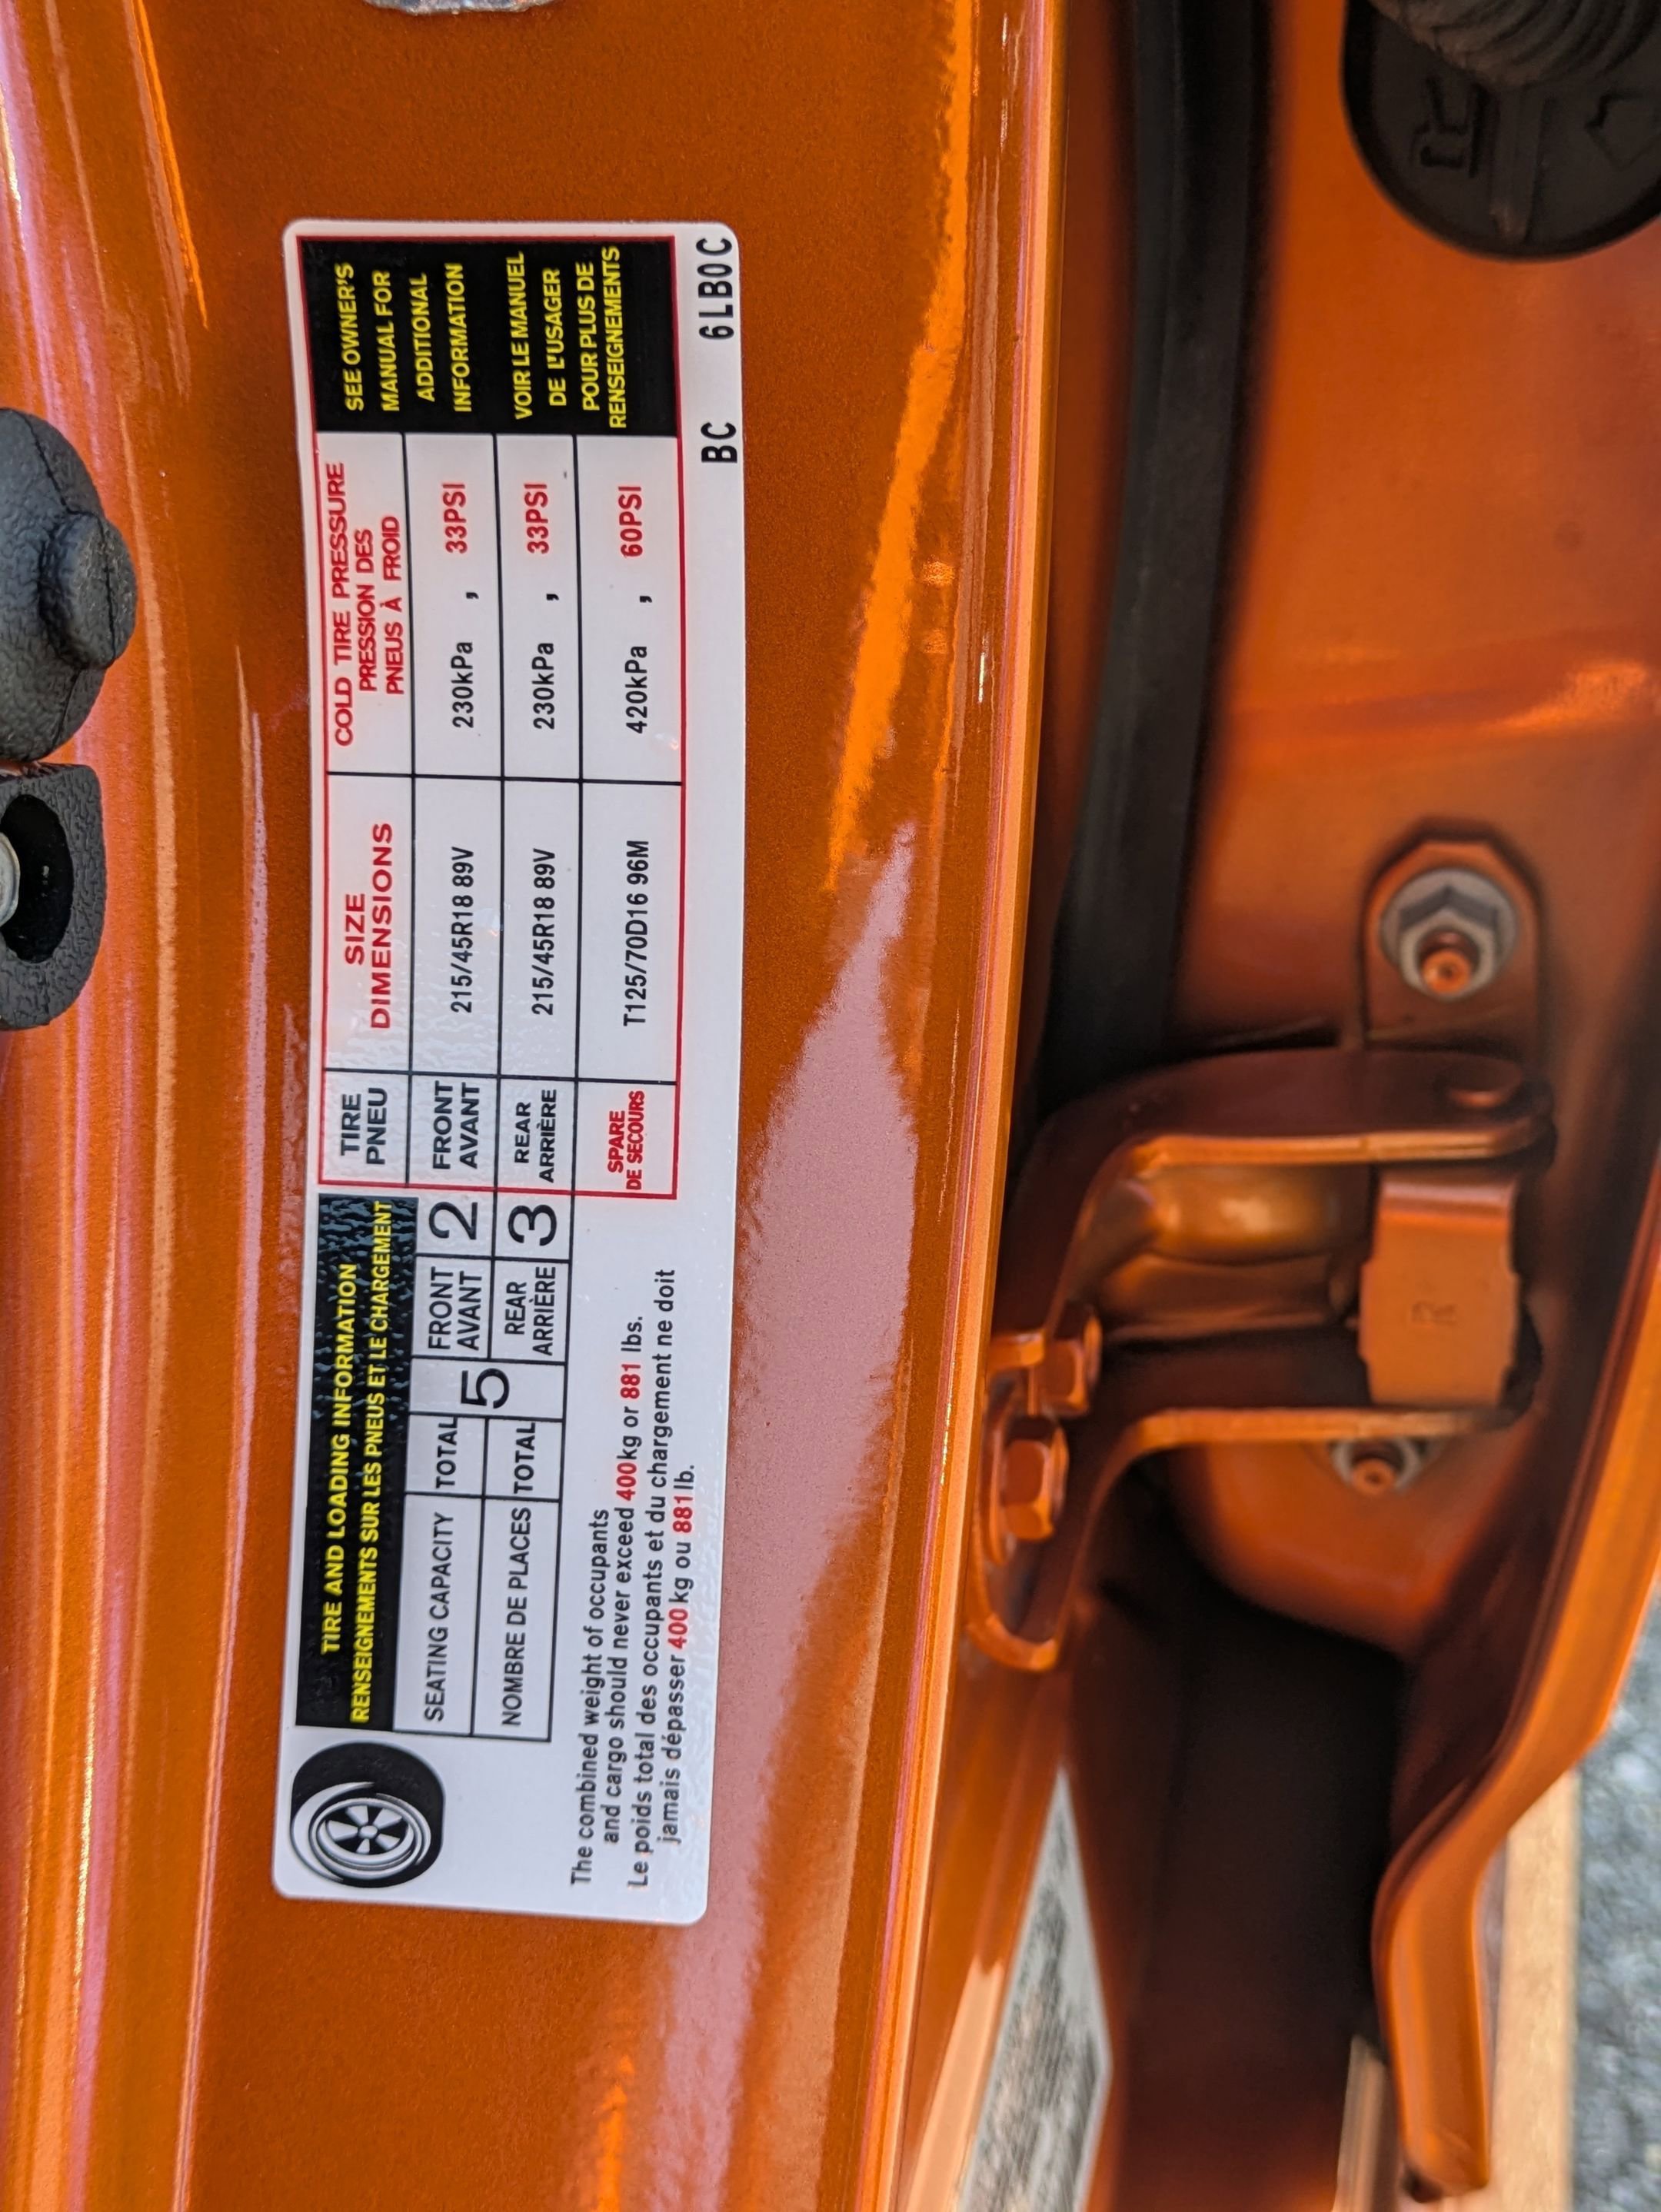 TIRE AND LOADING INFORMATION
RENSEIGNEMENTS SUR LES PNEUS ET LE CHARGEMENT
SEATING CAPACITY
NOMBRE DE PLACES
TOTAL
TOTAL
5
FRONT
AVANT
2
REAR
ARRIÈRE
3
The combined weight of occupants
and cargo should never exceed 400kg or 881 lbs.
Le poids total des occupants et du chargement ne doit
jamais dépasser 400 kg ou 881 lb.
TIRE
PNEU
SIZE
DIMENSIONS
COLD TIRE PRESSURE
PRESSION DES
PNEUS À FROID
FRONT
AVANT
215/45R18 89V
230kPa , 33PSI
REAR
ARRIÈRE
215/45R18 89V
230kPa , 33PSI
SPARE
DE SECOURS
T125/70D16 96M
420kPa , 60PSI
SEE OWNER'S
MANUAL FOR
ADDITIONAL
INFORMATION
VOIR LE MANUEL
DE L'USAGER
POUR PLUS DE
RENSEIGNEMENTS
BC 6LB0C
R